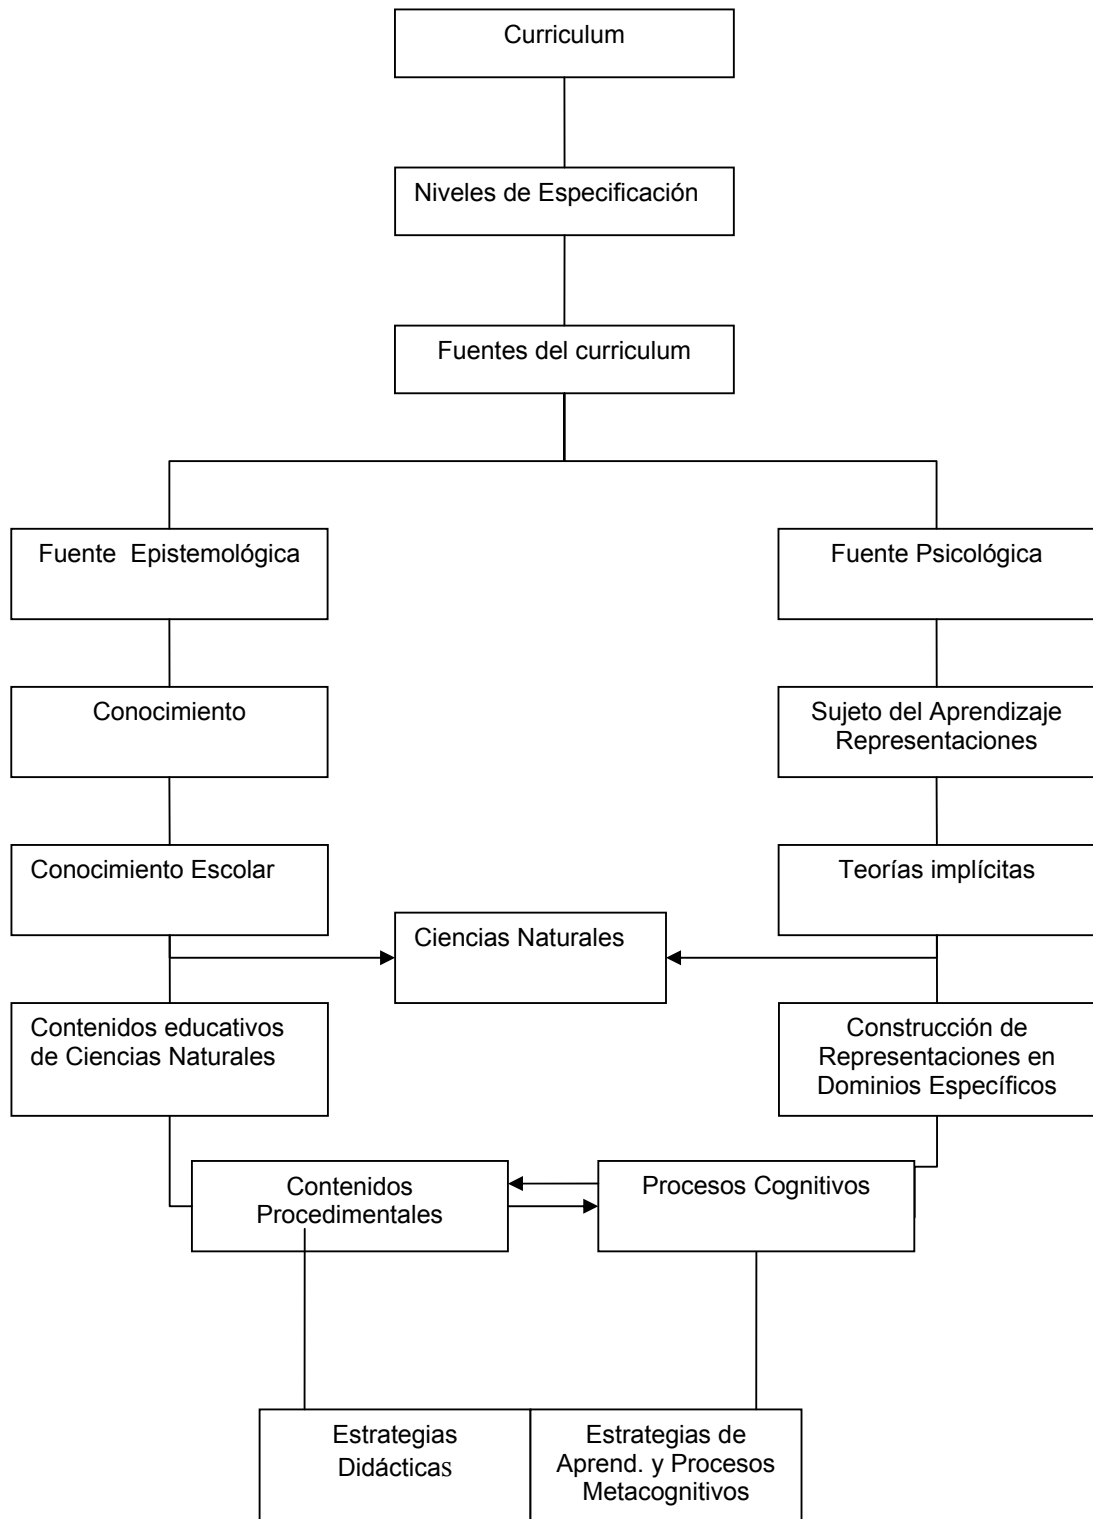 Curriculum
Niveles de Especificación
Fuentes del curriculum
Fuente Epistemológica
Fuente Psicológica
Conocimiento
Sujeto del Aprendizaje
Representaciones
Conocimiento Escolar
Teorías implícitas
Ciencias Naturales
Contenidos educativos
de Ciencias Naturales
Construcción de
Representaciones en
Dominios Específicos
Contenidos
Procedimentales
Procesos Cognitivos
Estrategias
Didácticas
Estrategias de
Aprend. y Procesos
Metacognitivos